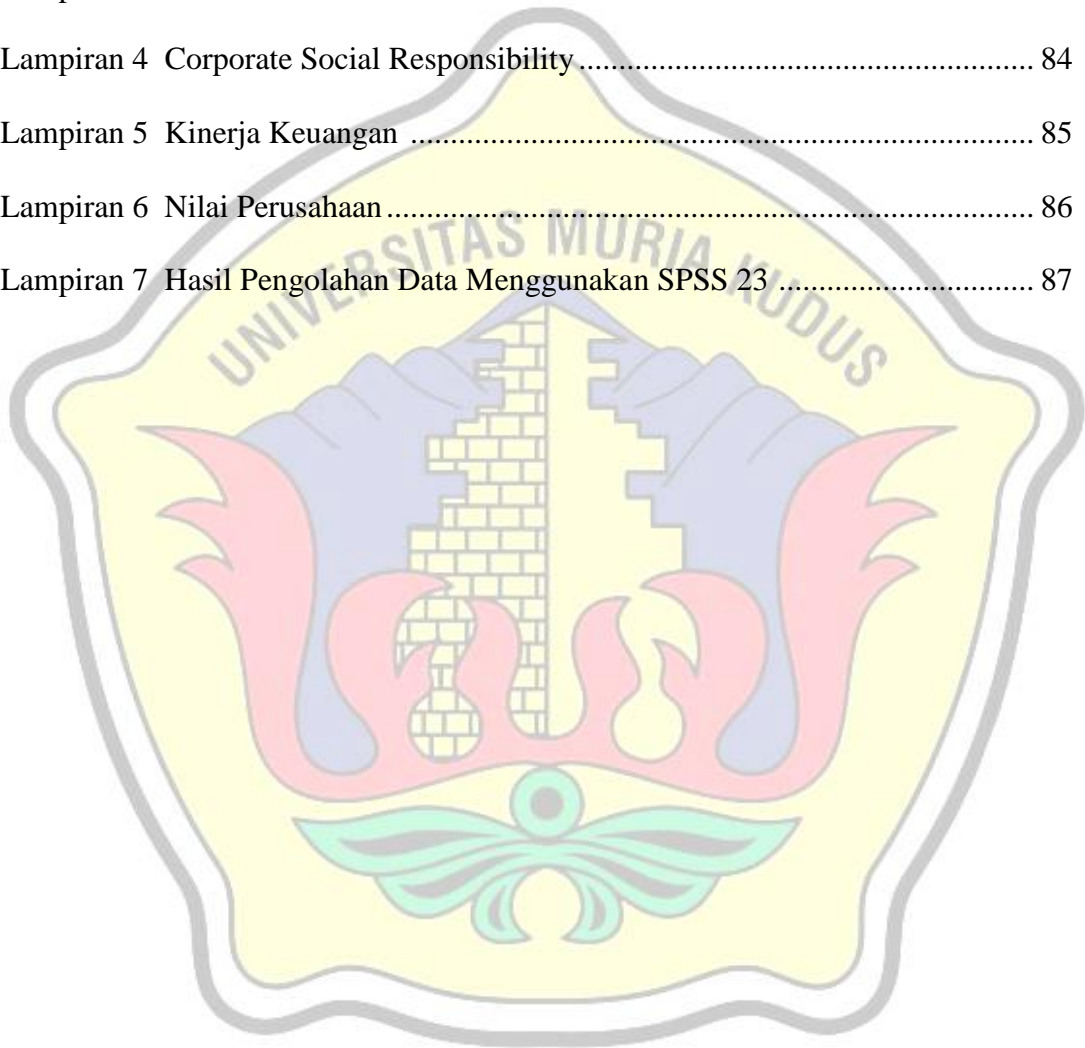 Lampiran 4 Corporate Social Responsibility ........................................................ 84
Lampiran 5 Kinerja Keuangan ............................................................................. 85
Lampiran 6 Nilai Perusahaan ................................................................................ 86
UNIVERSITAS MURIA KUDUS
Lampiran 7 Hasil Pengolahan Data Menggunakan SPSS 23 ................................ 87